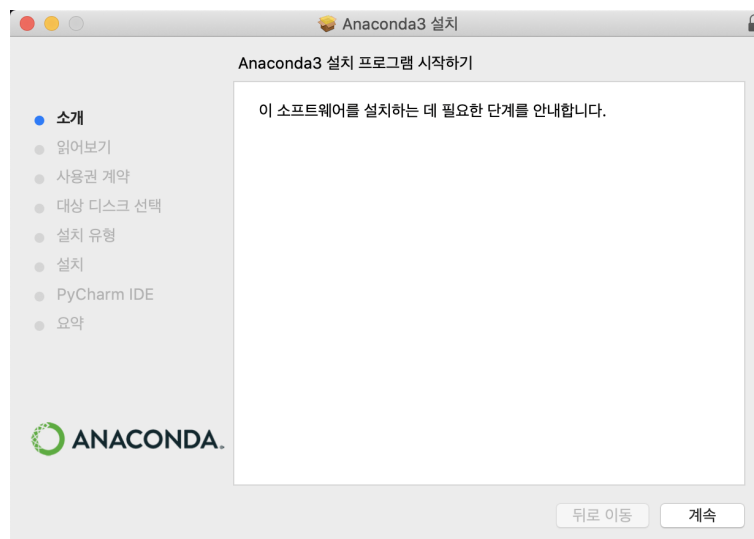 Anaconda3 설치
Anaconda3 설치 프로그램 시작하기
이 소프트웨어를 설치하는 데 필요한 단계를 안내합니다.
소개
읽어보기
사용권 계약
대상 디스크 선택
설치 유형
설치
PyCharm IDE
요약
ANACONDA.
뒤로 이동
계속